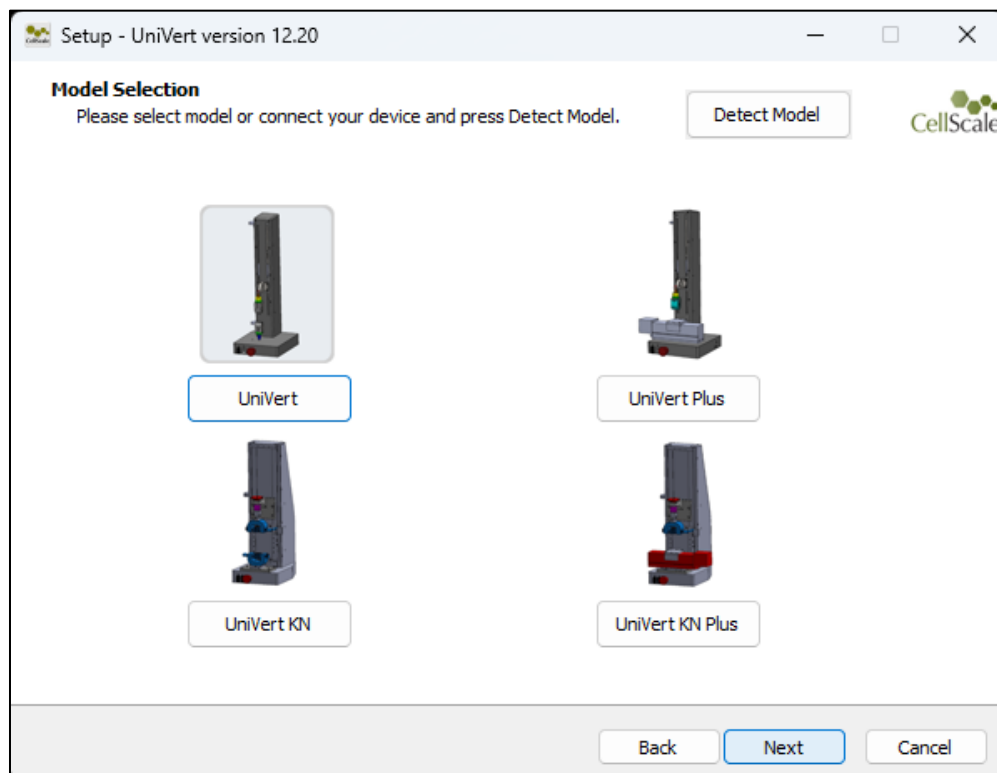 Setup - UniVert version 12.20
Model Selection
Please select model or connect your device and press Detect Model.
Detect Model
CellScale
UniVert
UniVert Plus
UniVert KN
UniVert KN Plus
Back
Next
Cancel